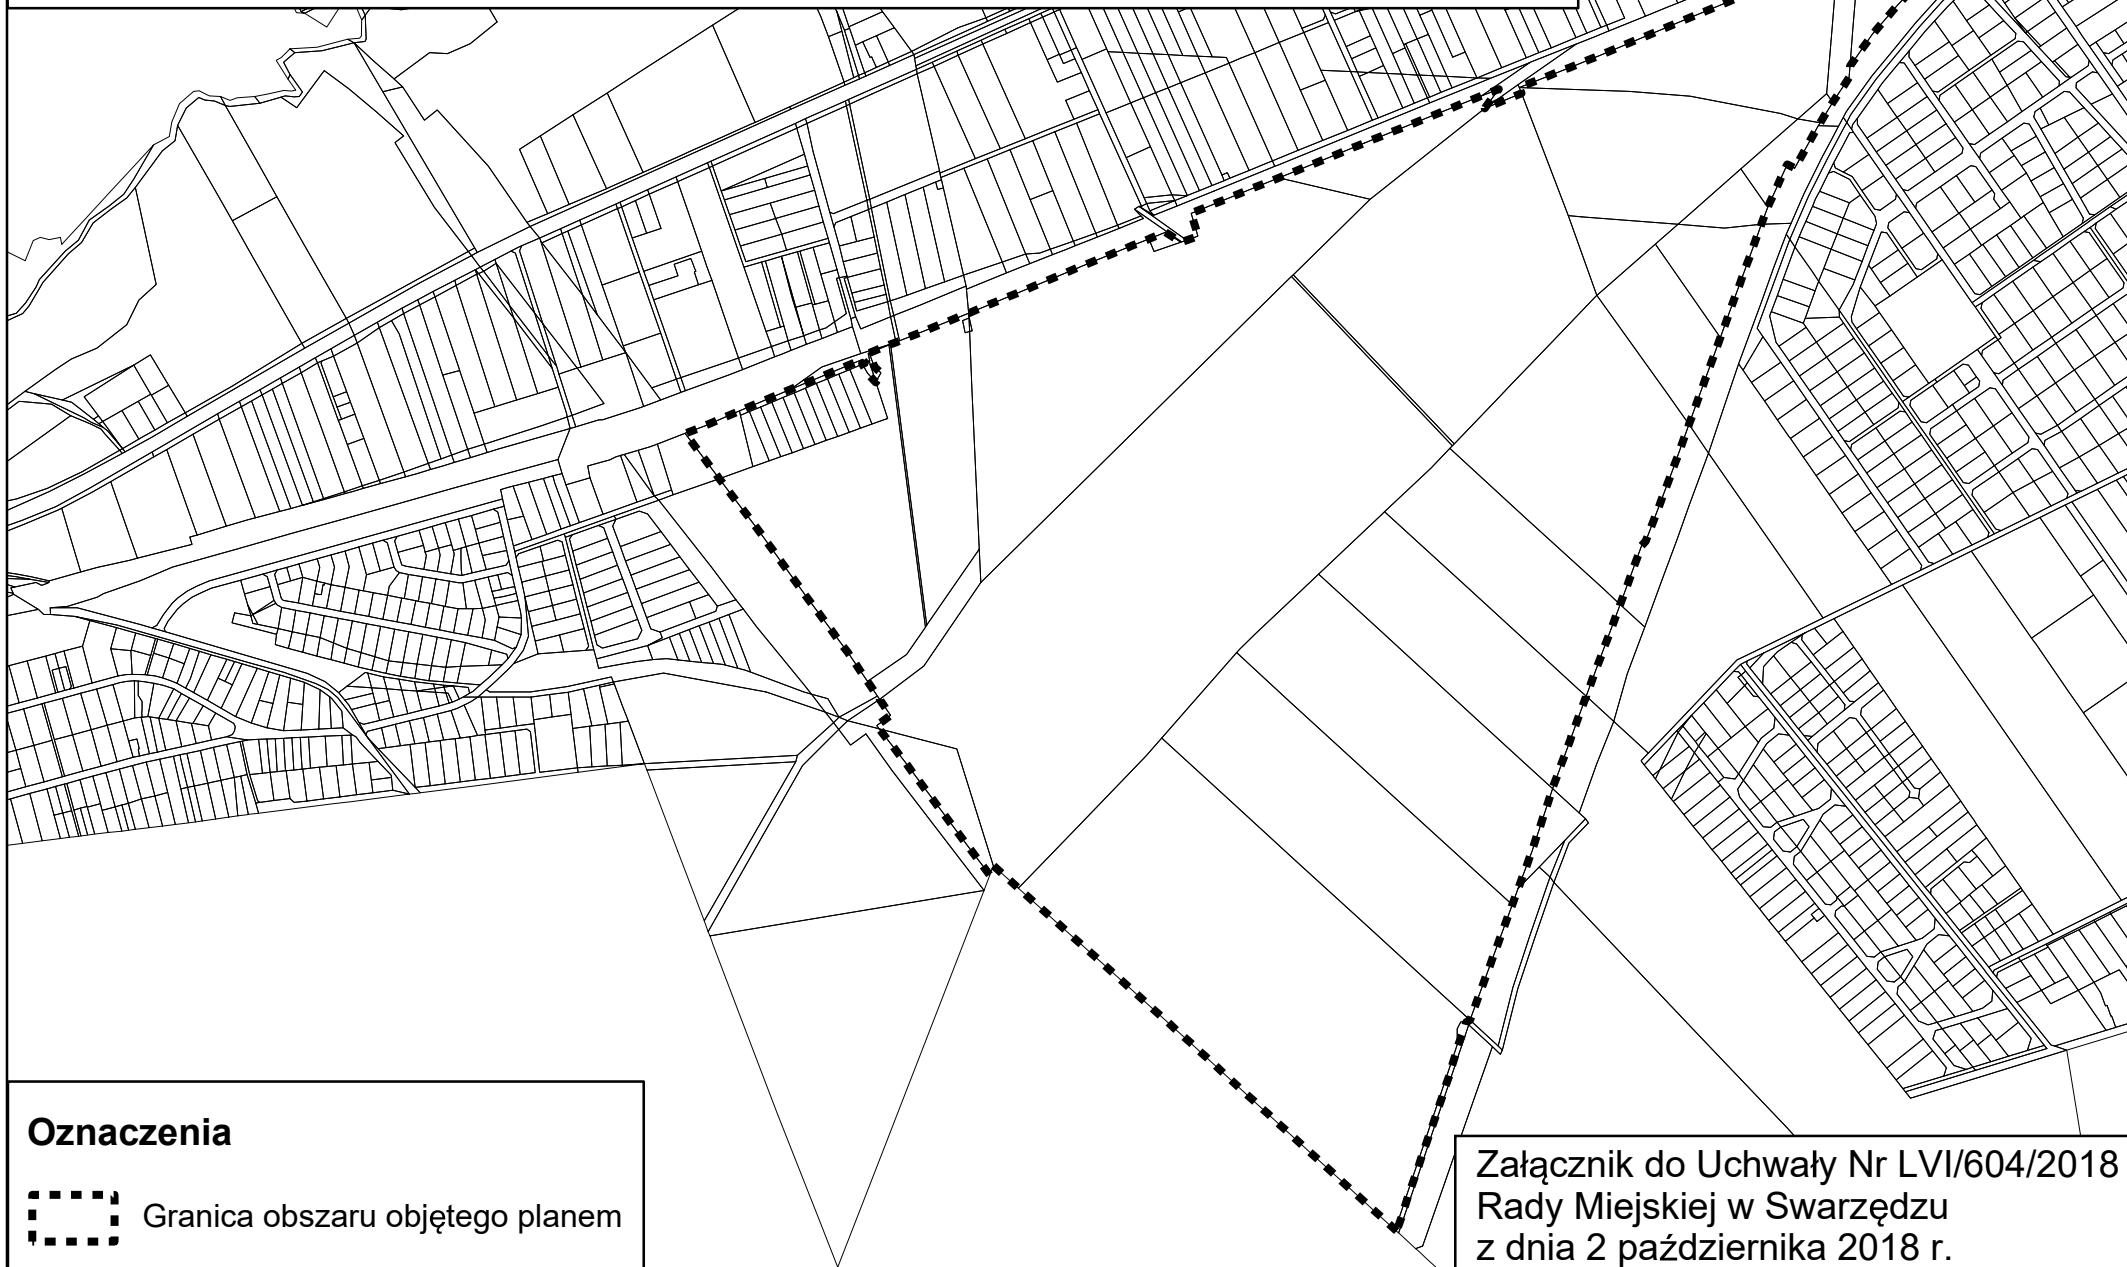 Oznaczenia
Granica obszaru objętego planem
Załącznik do Uchwały Nr LVI/604/2018
Rady Miejskiej w Swarzędzu
z dnia 2 października 2018 r.